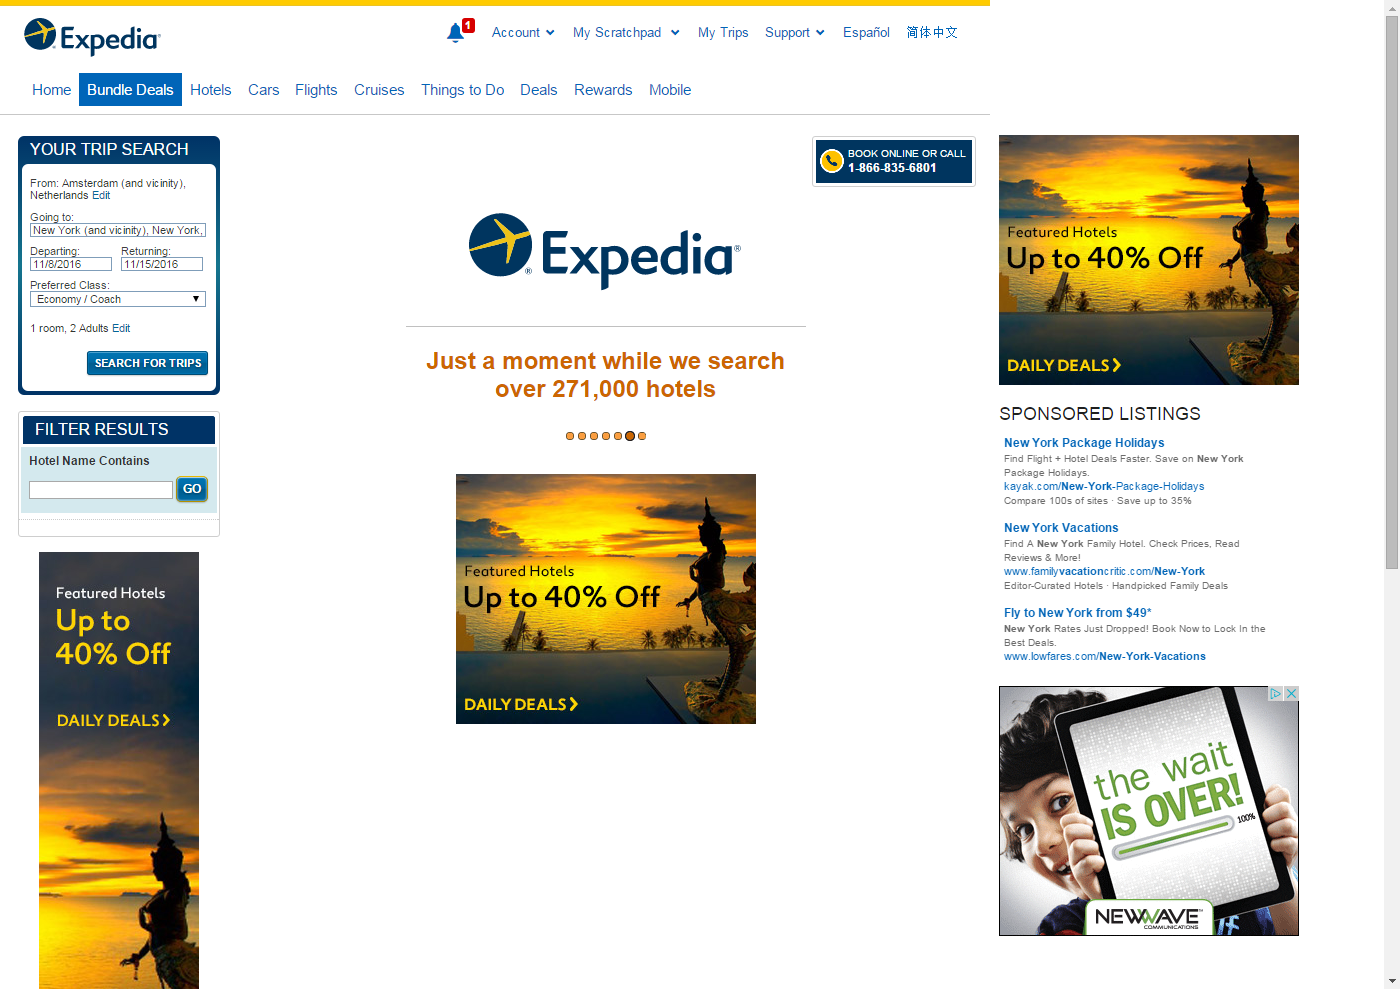 Expedia®
1
Account
My Scratchpad
My Trips
Support
Español
简体中文
Home
Bundle Deals
Hotels
Cars
Flights
Cruises
Things to Do
Deals
Rewards
Mobile
YOUR TRIP SEARCH
From: Amsterdam (and vicinity),
Netherlands Edit
Going to:
New York (and vicinity), New York,
Departing: Returning:
11/8/2016 11/15/2016
Preferred Class:
Economy / Coach
1 room, 2 Adults Edit
SEARCH FOR TRIPS
FILTER RESULTS
Hotel Name Contains
GO
Featured Hotels
Up to
40% Off
DAILY DEALS
BOOK ONLINE OR CALL
1-866-835-6801
® Expedia®
Just a moment while we search
over 271,000 hotels
Featured Hotels
Up to 40% Off
DAILY DEALS
Featured Hotels
Up to 40% Off
DAILY DEALS
SPONSORED LISTINGS
New York Package Holidays
Find Flight + Hotel Deals Faster. Save on New York
Package Holidays.
kayak.com/New-York-Package-Holidays
Compare 100s of sites · Save up to 35%
New York Vacations
Find A New York Family Hotel. Check Prices, Read
Reviews & More!
www.familyvacationcritic.com/New-York
Editor-Curated Hotels · Handpicked Family Deals
Fly to New York from $49*
New York Rates Just Dropped! Book Now to Lock In the
Best Deals.
www.lowfares.com/New-York-Vacations
the wait
IS OVER!
100%
NEWWAVE™
COMMUNICATIONS